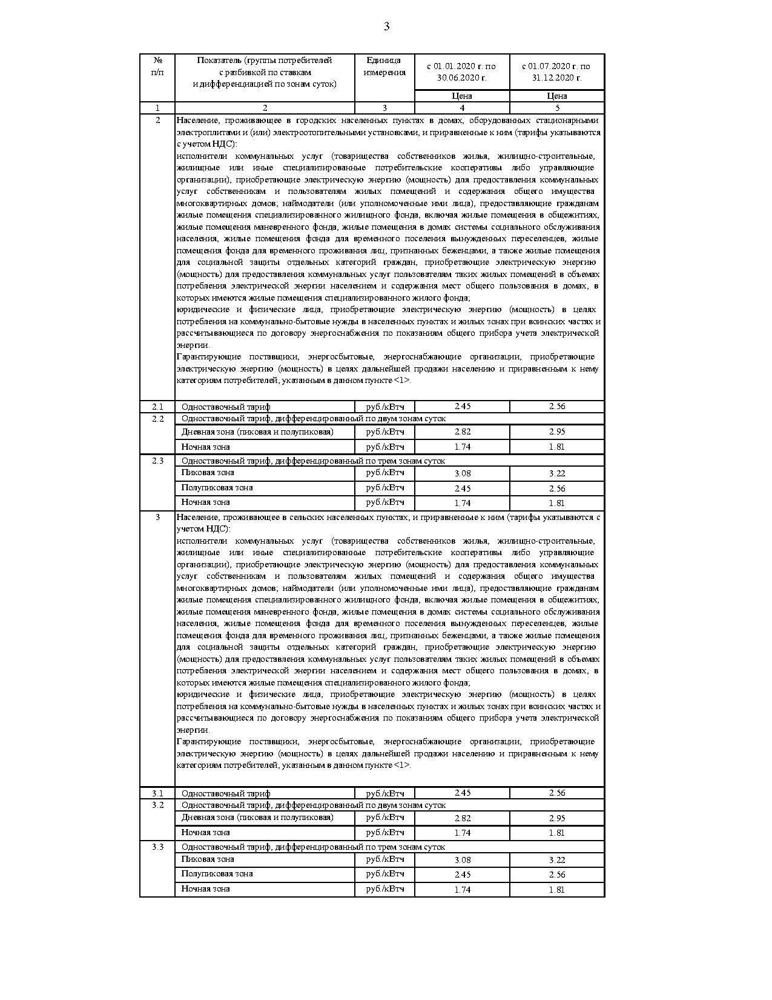 3
№
п/п
Показатель (группы потребителей
с разбивкой по ставкам
и дифференциацией по зонам суток)
Единица
измерения
с 01.01.2020 г. по
30.06.2020 г.
с 01.07.2020 г. по
31.12.2020 г.
Цена Цена
1 2 3 4 5
2 Население, проживающее в городских населенных пунктах в домах, оборудованных стационарными
электроплитами и (или) электроотопительными установками, и приравненные к ним (тарифы указываются
с учетом НДС):
исполнители коммунальных услуг (товарищества собственников жилья, жилищно-строительные,
жилищные или иные специализированные потребительские кооперативы либо управляющие
организации), приобретающие электрическую энергию (мощность) для предоставления коммунальных
услуг собственникам и пользователям жилых помещений и содержания общего имущества
многоквартирных домов; наймодатели (или уполномоченные ими лица), предоставляющие гражданам
жилые помещения специализированного жилищного фонда, включая жилые помещения в общежитиях,
жилые помещения маневренного фонда, жилые помещения в домах системы социального обслуживания
населения, жилые помещения фонда для временного поселения вынужденных переселенцев, жилые
помещения фонда для временного проживания лиц, признанных беженцами, а также жилые помещения
для социальной защиты отдельных категорий граждан, приобретающие электрическую энергию
(мощность) для предоставления коммунальных услуг пользователям таких жилых помещений в объемах
потребления электрической энергии населением и содержания мест общего пользования в домах, в
которых имеются жилые помещения специализированного жилого фонда;
юридические и физические лица, приобретающие электрическую энергию (мощность) в целях
потребления на коммунально-бытовые нужды в населенных пунктах и жилых зонах при воинских частях и
рассчитывающиеся по договору энергоснабжения по показаниям общего прибора учета электрической
энергии.
Гарантирующие поставщики, энергосбытовые, энергоснабжающие организации, приобретающие
электрическую энергию (мощность) в целях дальнейшей продажи населению и приравненным к нему
категориям потребителей, указанным в данном пункте <1>.
2.1 Одноставочный тариф руб./кВтч 2.45 2.56
2.2 Одноставочный тариф, дифференцированный по двум зонам суток
Дневная зона (пиковая и полупиковая) руб./кВтч 2.82 2.95
Ночная зона руб./кВтч 1.74 1.81
2.3 Одноставочный тариф, дифференцированный по трем зонам суток
Пиковая зона руб./кВтч 3.08 3.22
Полупиковая зона руб./кВтч 2.45 2.56
Ночная зона руб./кВтч 1.74 1.81
3 Население, проживающее в сельских населенных пунктах, и приравненные к ним (тарифы указываются с
учетом НДС):
исполнители коммунальных услуг (товарищества собственников жилья, жилищно-строительные,
жилищные или иные специализированные потребительские кооперативы либо управляющие
организации), приобретающие электрическую энергию (мощность) для предоставления коммунальных
услуг собственникам и пользователям жилых помещений и содержания общего имущества
многоквартирных домов; наймодатели (или уполномоченные ими лица), предоставляющие гражданам
жилые помещения специализированного жилищного фонда, включая жилые помещения в общежитиях,
жилые помещения маневренного фонда, жилые помещения в домах системы социального обслуживания
населения, жилые помещения фонда для временного поселения вынужденных переселенцев, жилые
помещения фонда для временного проживания лиц, признанных беженцами, а также жилые помещения
для социальной защиты отдельных категорий граждан, приобретающие электрическую энергию
(мощность) для предоставления коммунальных услуг пользователям таких жилых помещений в объемах
потребления электрической энергии населением и содержания мест общего пользования в домах, в
которых имеются жилые помещения специализированного жилого фонда;
юридические и физические лица, приобретающие электрическую энергию (мощность) в целях
потребления на коммунально-бытовые нужды в населенных пунктах и жилых зонах при воинских частях и
рассчитывающиеся по договору энергоснабжения по показаниям общего прибора учета электрической
энергии.
Гарантирующие поставщики, энергосбытовые, энергоснабжающие организации, приобретающие
электрическую энергию (мощность) в целях дальнейшей продажи населению и приравненным к нему
категориям потребителей, указанным в данном пункте <1>.
3.1 Одноставочный тариф руб./кВтч 2.45 2.56
3.2 Одноставочный тариф, дифференцированный по двум зонам суток
Дневная зона (пиковая и полупиковая) руб./кВтч 2.82 2.95
Ночная зона руб./кВтч 1.74 1.81
3.3 Одноставочный тариф, дифференцированный по трем зонам суток
Пиковая зона руб./кВтч 3.08 3.22
Полупиковая зона руб./кВтч 2.45 2.56
Ночная зона руб./кВтч 1.74 1.81